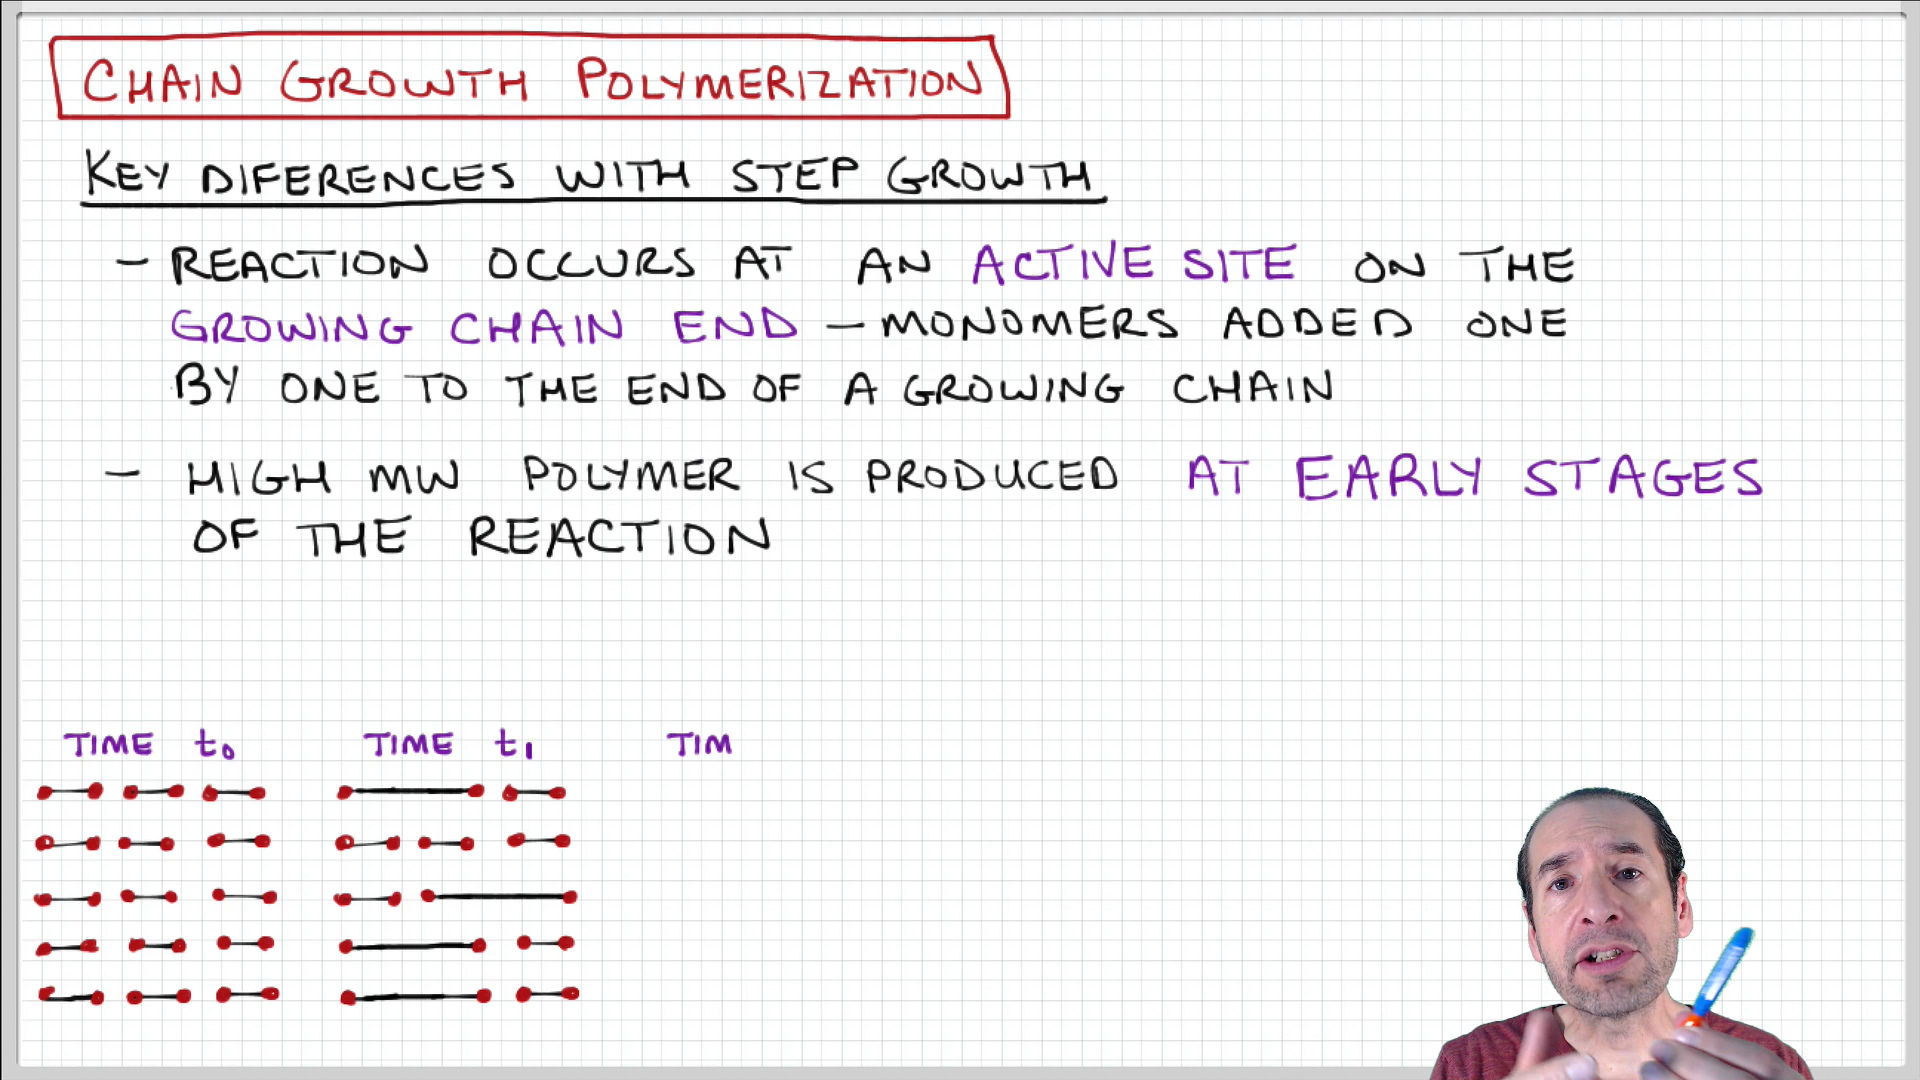 CHAIN GROWTH POLYMERIZATION
KEY DIFERENCES WITH STEP GROWTH
- REACTION OCCURS AT AN ACTIVE SITE ON THE
GROWING CHAIN END - MONOMERS ADDED ONE
BY ONE TO THE END OF A GROWING CHAIN
- HIGH MW POLYMER IS PRODUCED AT EARLY STAGES
OF THE REACTION
TIME t0 TIME t1 TIM